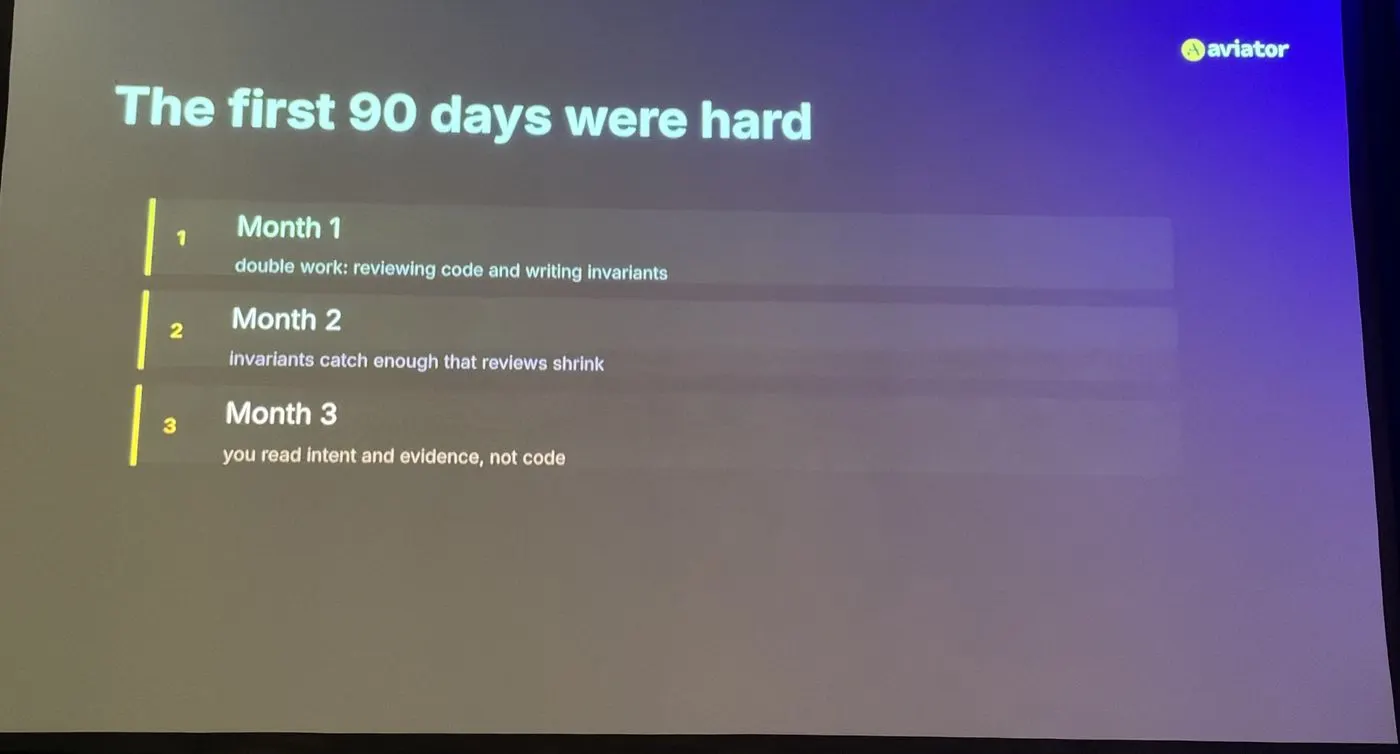 aviator
The first 90 days were hard
1
Month 1
double work: reviewing code and writing invariants
2
Month 2
invariants catch enough that reviews shrink
3
Month 3
you read intent and evidence, not code